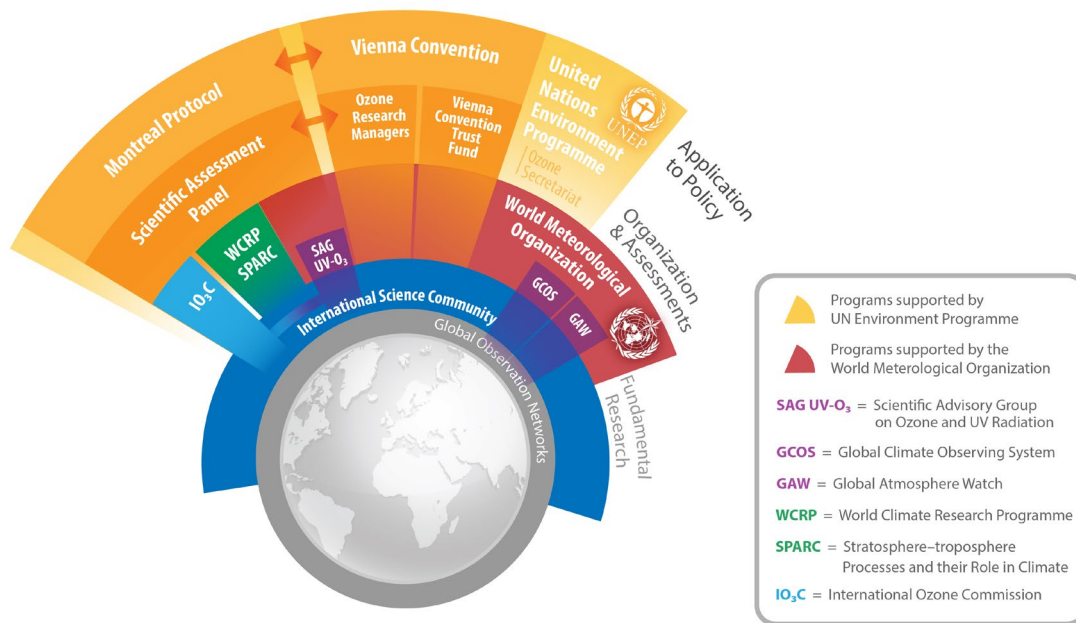 Montreal Protocol
Scientific Assessment
Panel
Vienna Convention
Ozone
Research
Managers
Vienna
Convention
Trust
Fund
United
Nations
Environment
Programme
Ozone
Secretariat
UNEP
Application
to Policy
IO₃C
WCRP
SPARC
SAG
UV-O₃
World Meteorological
Organization
GCOS
GAW
Organization
& Assessments
International Science Community
Global Observation Networks
Fundamental
Research
Programs supported by
UN Environment Programme
Programs supported by the
World Meterological Organization
SAG UV-O₃ = Scientific Advisory Group
on Ozone and UV Radiation
GCOS = Global Climate Observing System
GAW = Global Atmosphere Watch
WCRP = World Climate Research Programme
SPARC = Stratosphere–troposphere
Processes and their Role in Climate
IO₃C = International Ozone Commission